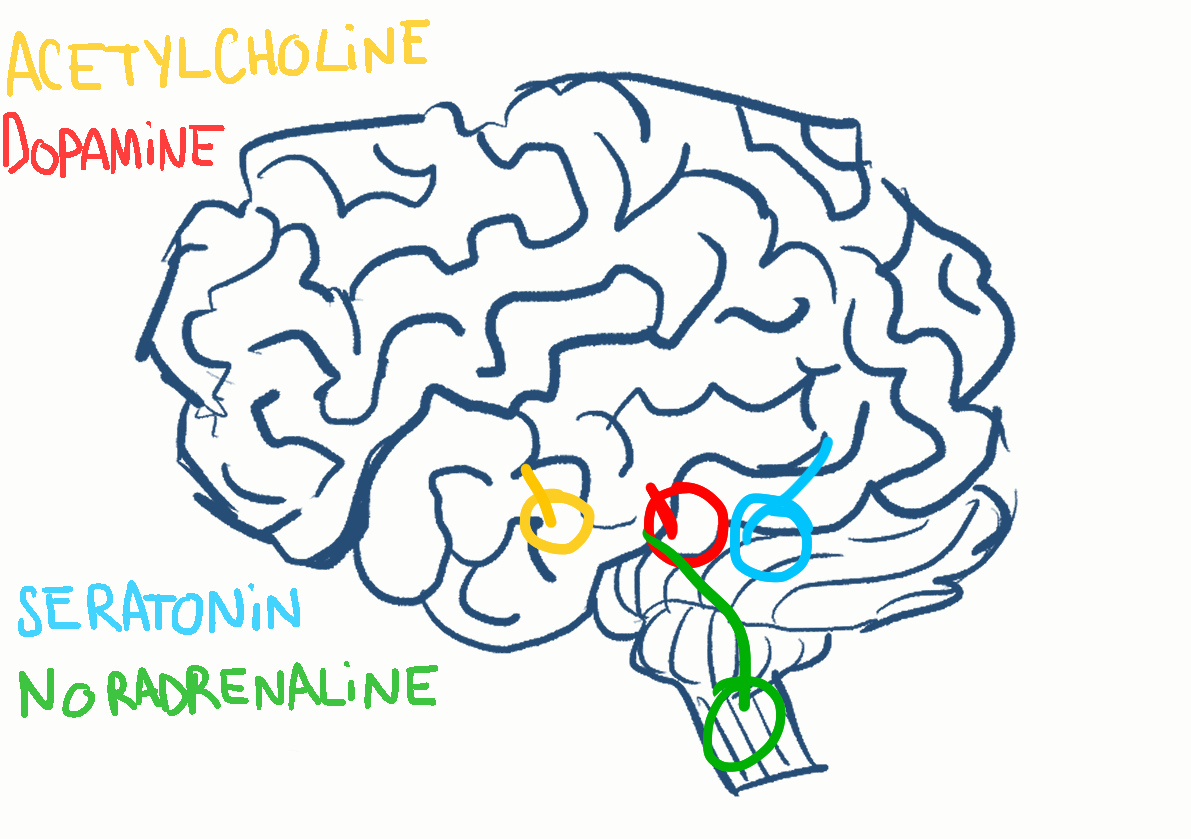 ACETYLCHOLiNE
DOPAMiNE
SERATONiN
NORADRENALiNE